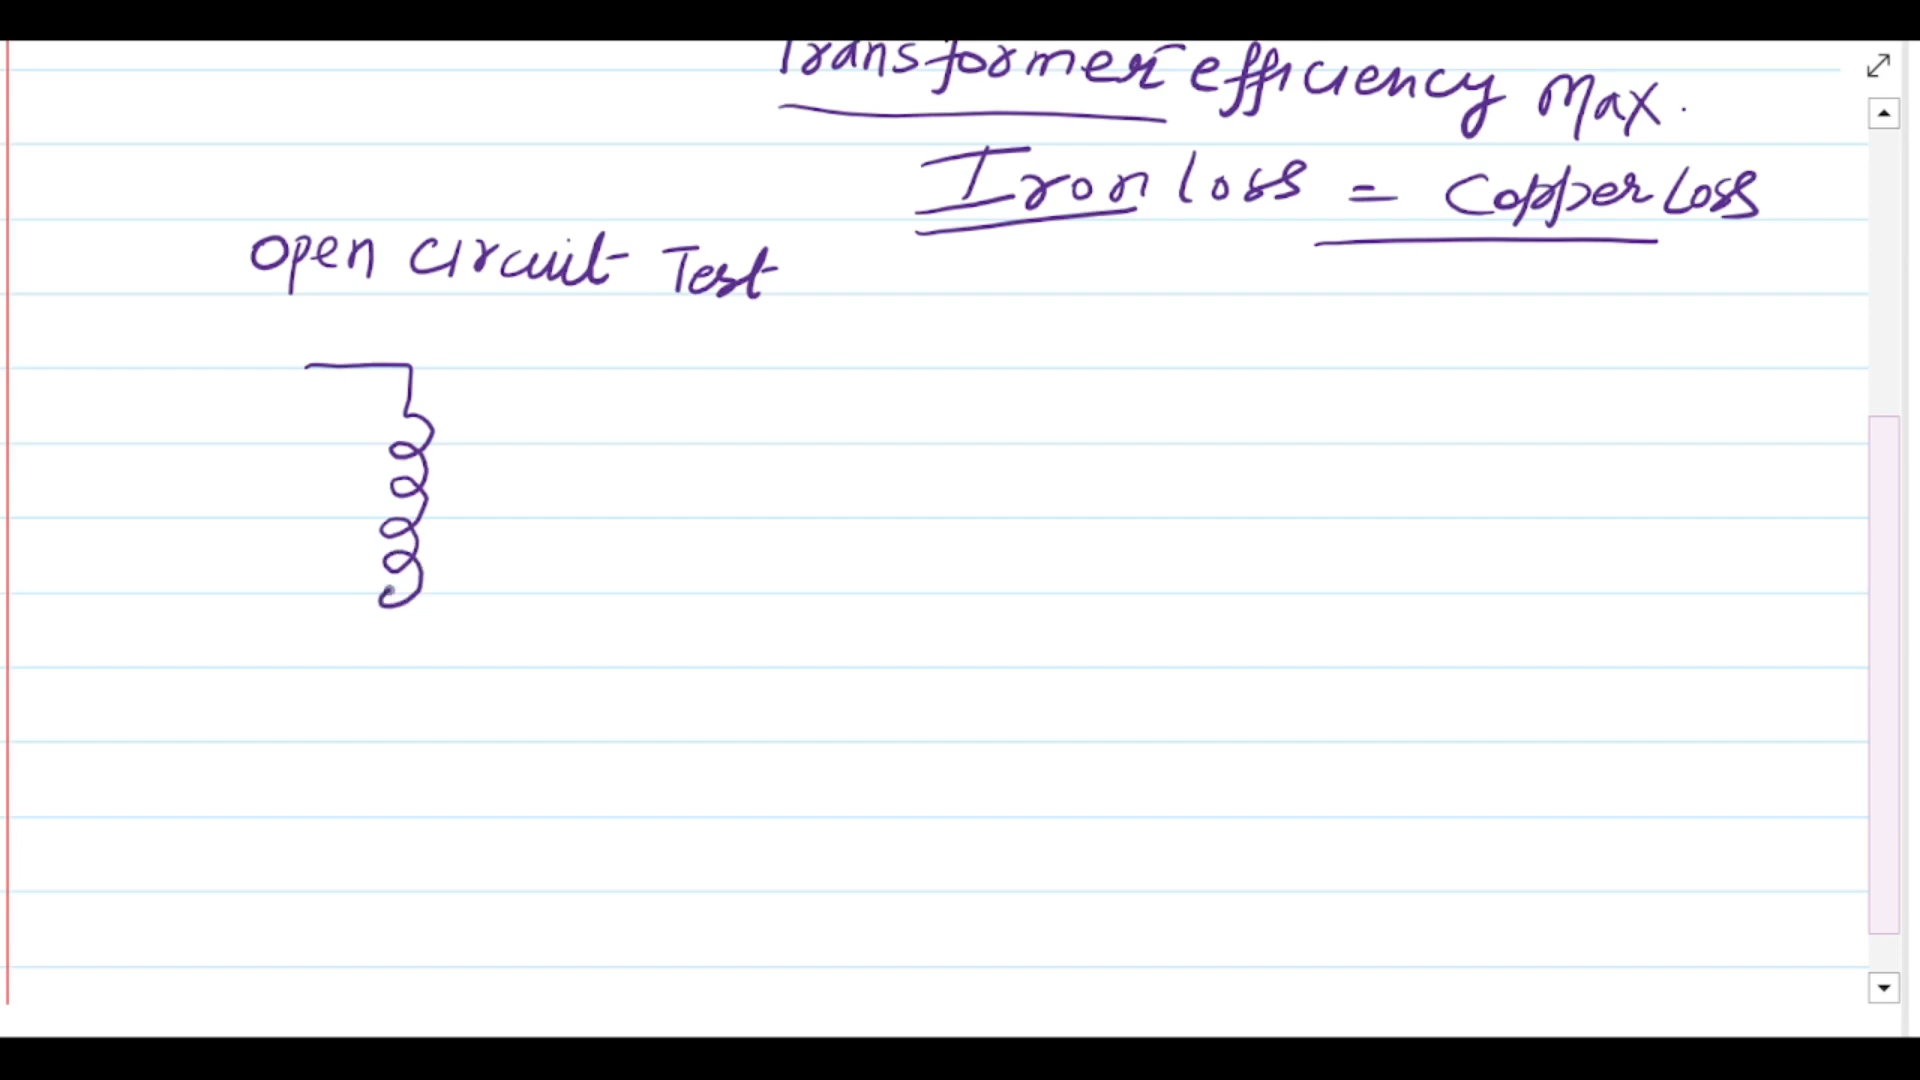 Transformer efficiency Max.
Iron loss = Copper Loss
Open Circuit Test